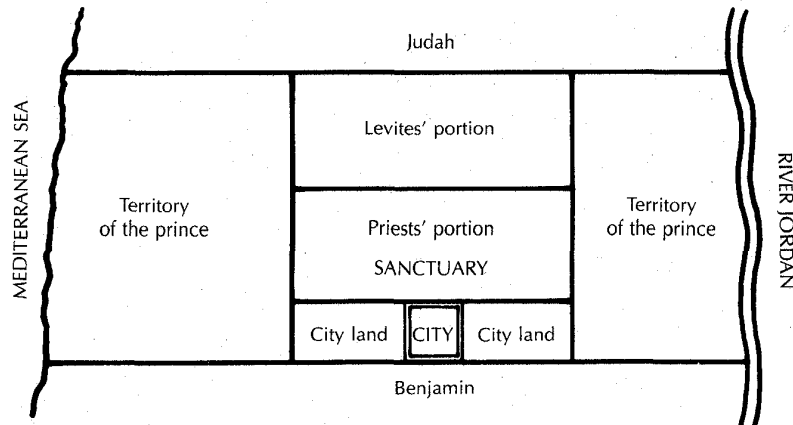 Judah
Levites' portion
MEDITERRANEAN SEA
Territory
of the prince
Priests' portion
SANCTUARY
Territory
of the prince
RIVER JORDAN
City land
CITY
City land
Benjamin